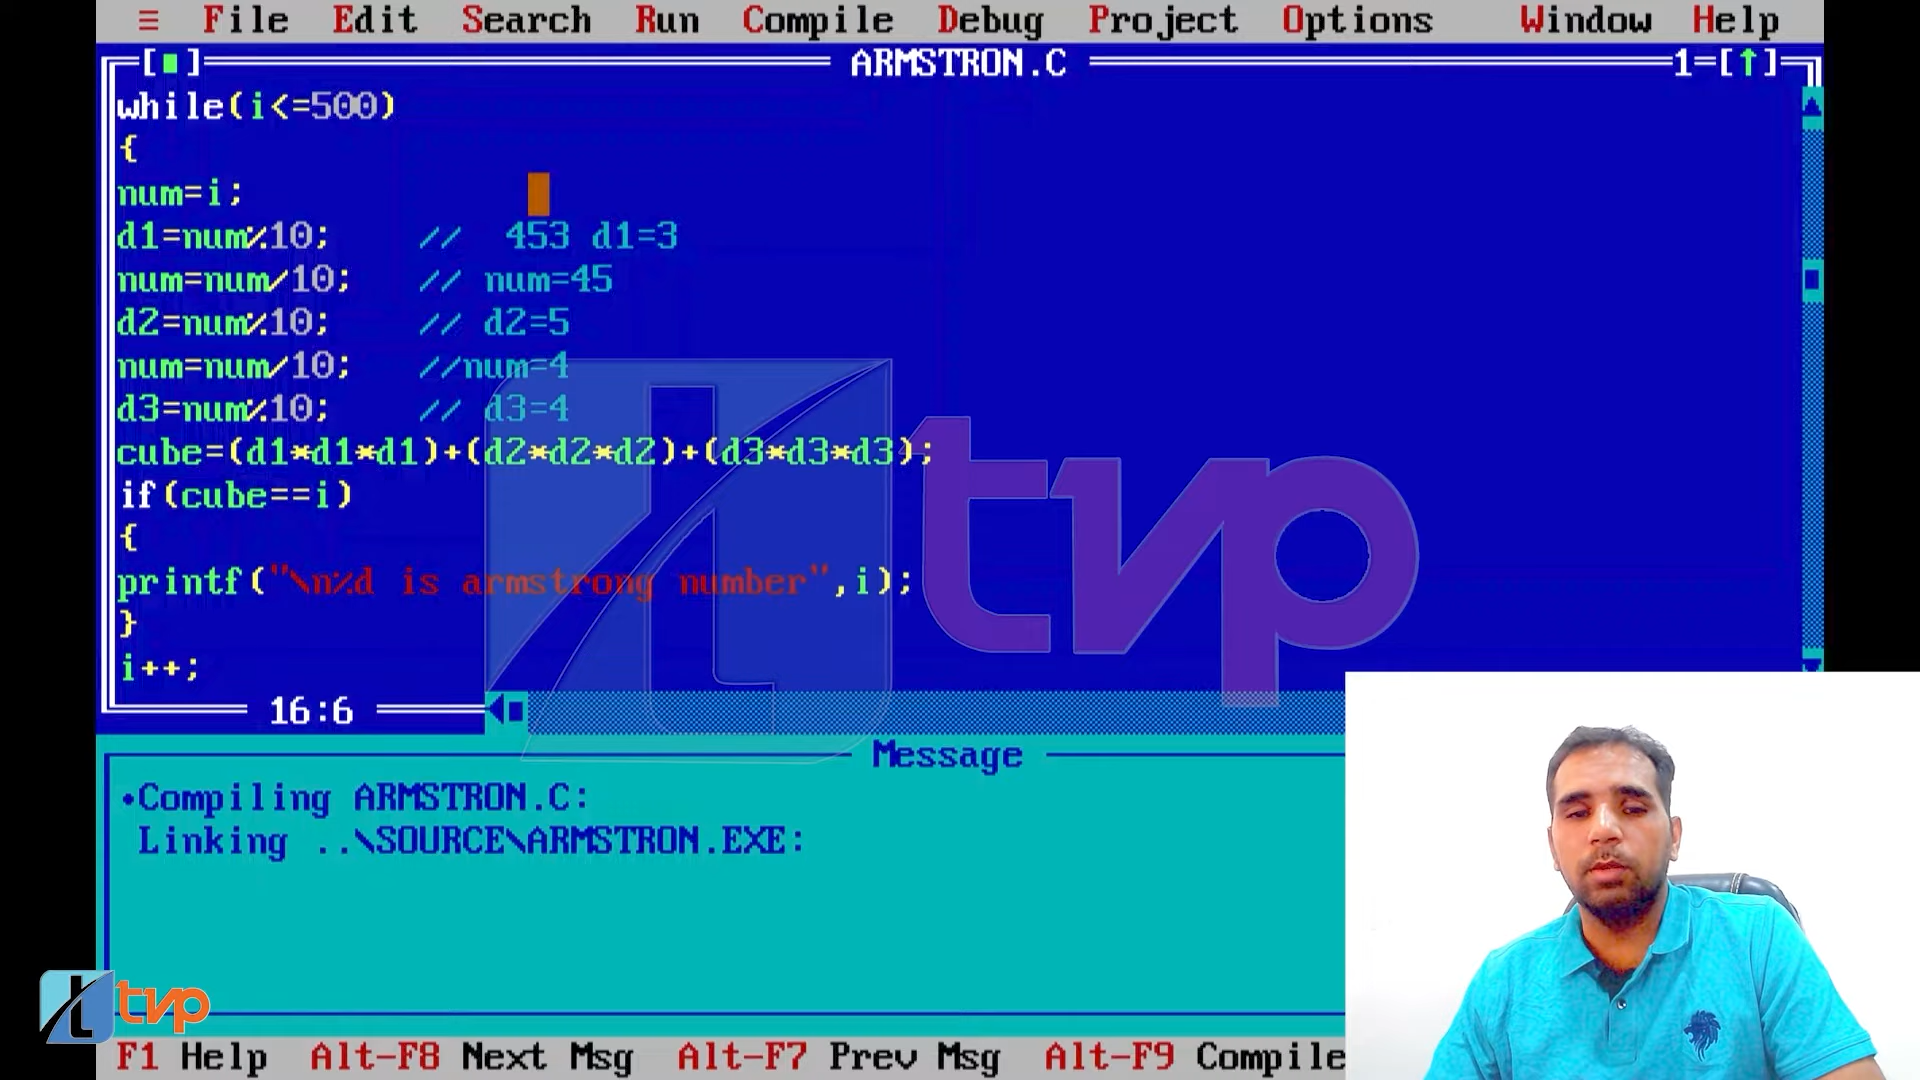 ≡ File Edit Search Run Compile Debug Project Options Window Help
[■] ARMSTRON.C 1=[↑]
while(i<=500)
{
num=i;
d1=num%10; // 453 d1=3
num=num/10; // num=45
d2=num%10; // d2=5
num=num/10; //num=4
d3=num%10; // d3=4
cube=(d1*d1*d1)+(d2*d2*d2)+(d3*d3*d3);
if(cube==i)
{
printf("\n%d is armstrong number",i);
}
i++;
16:6
tvp
Message
•Compiling ARMSTRON.C:
Linking ..\SOURCE\ARMSTRON.EXE:
tvp
F1 Help Alt-F8 Next Msg Alt-F7 Prev Msg Alt-F9 Compile